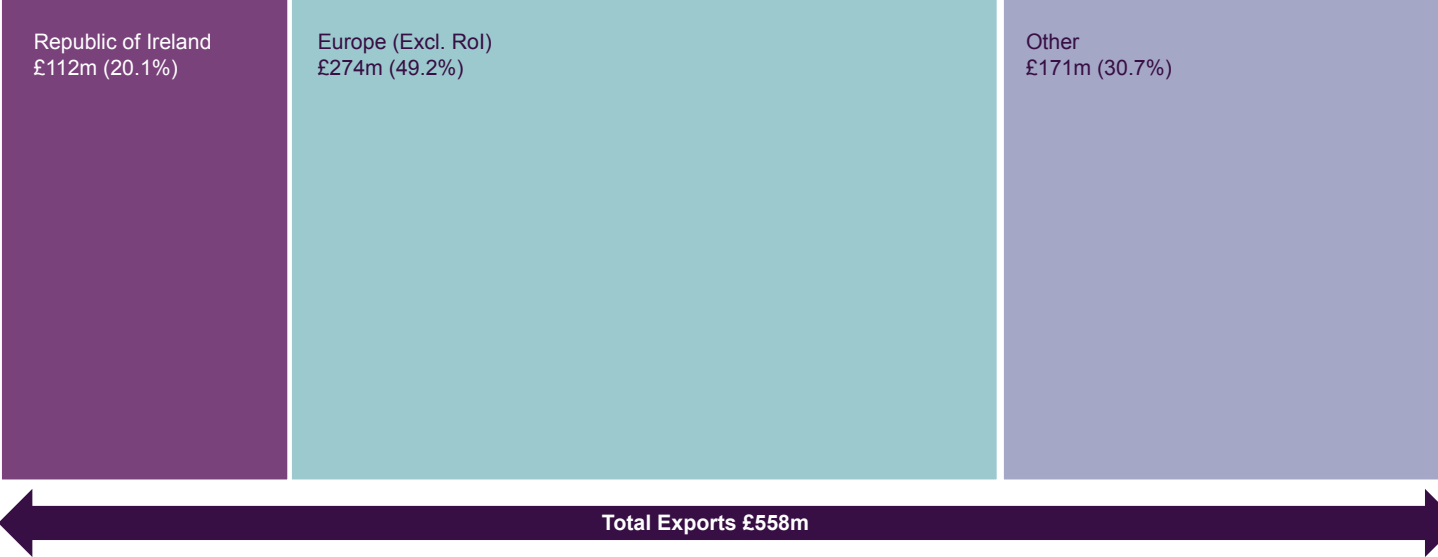 Republic of Ireland
£112m (20.1%)
Europe (Excl. RoI)
£274m (49.2%)
Other
£171m (30.7%)
Total Exports £558m